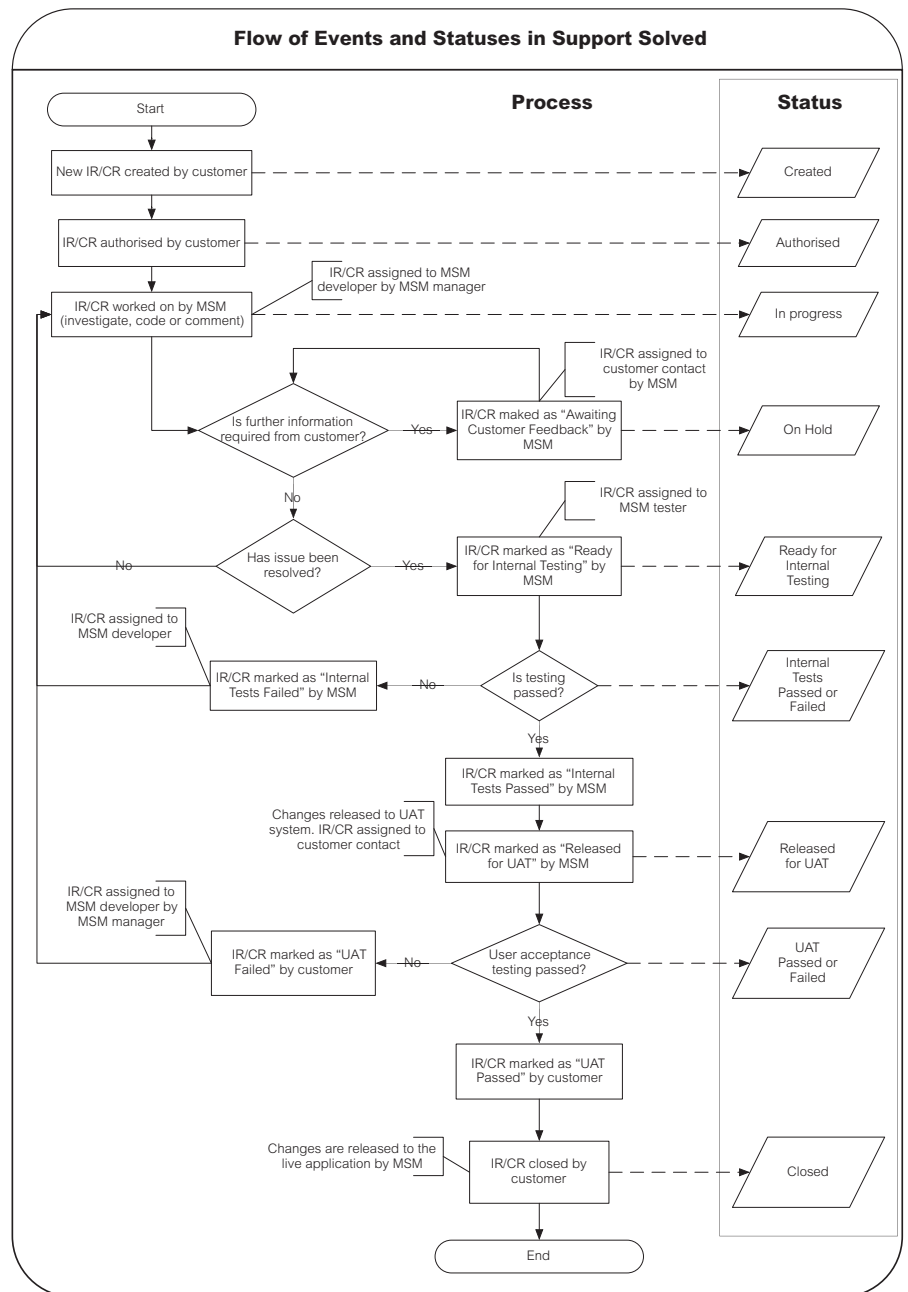 Flow of Events and Statuses in Support Solved
Process
Status
Start
New IR/CR created by customer
Created
IR/CR authorised by customer
Authorised
IR/CR assigned to MSM
developer by MSM manager
IR/CR worked on by MSM
(investigate, code or comment)
In progress
IR/CR assigned to
customer contact
by MSM
Is further information
required from customer?
Yes
IR/CR maked as “Awaiting
Customer Feedback” by
MSM
On Hold
No
IR/CR assigned to
MSM tester
Has issue been
resolved?
No
Yes
IR/CR marked as “Ready
for Internal Testing” by
MSM
Ready for
Internal
Testing
IR/CR assigned to
MSM developer
IR/CR marked as “Internal
Tests Failed” by MSM
No
Is testing
passed?
Internal
Tests
Passed or
Failed
Yes
IR/CR marked as “Internal
Tests Passed” by MSM
Changes released to UAT
system. IR/CR assigned to
customer contact
IR/CR marked as “Released
for UAT” by MSM
Released
for UAT
IR/CR assigned to
MSM developer by
MSM manager
IR/CR marked as “UAT
Failed” by customer
No
User acceptance
testing passed?
UAT
Passed or
Failed
Yes
IR/CR marked as “UAT
Passed” by customer
Changes are released to the
live application by MSM
IR/CR closed by
customer
Closed
End